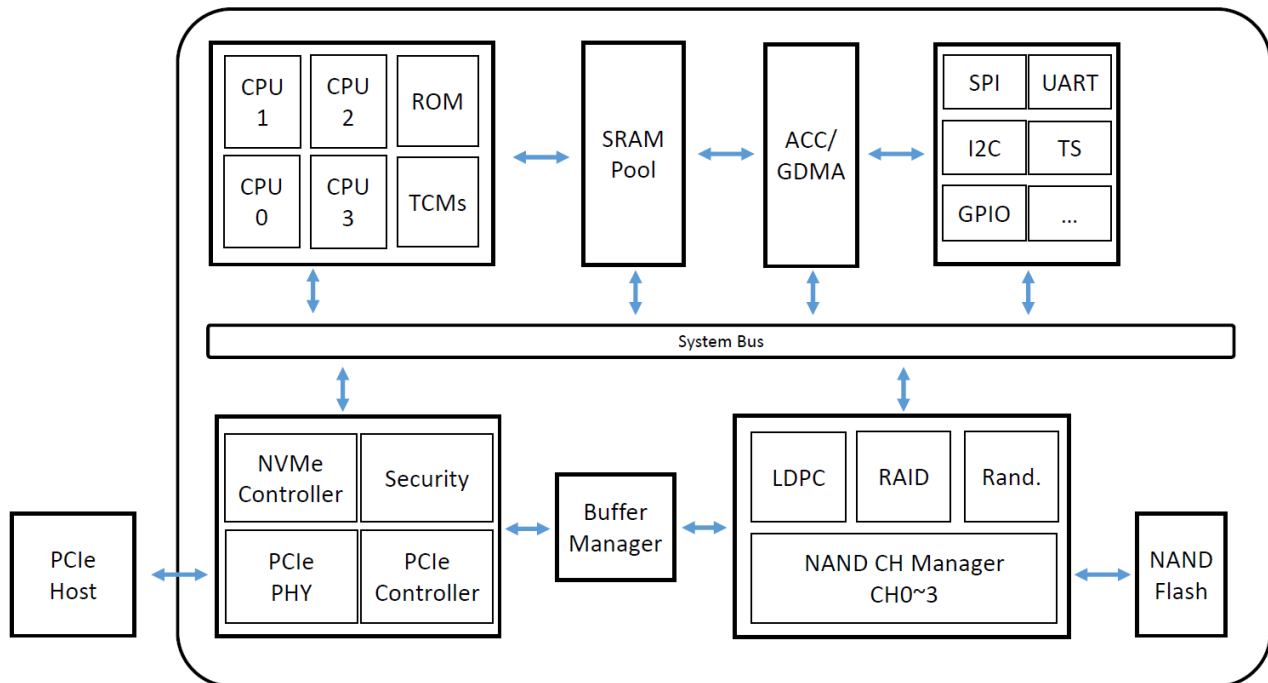 CPU
1
CPU
2
ROM
CPU
0
CPU
3
TCMs
SRAM
Pool
ACC/
GDMA
SPI
UART
I2C
TS
GPIO
...
System Bus
NVMe
Controller
Security
PCIe
PHY
PCIe
Controller
Buffer
Manager
LDPC
RAID
Rand.
NAND CH Manager
CH0~3
PCIe
Host
NAND
Flash